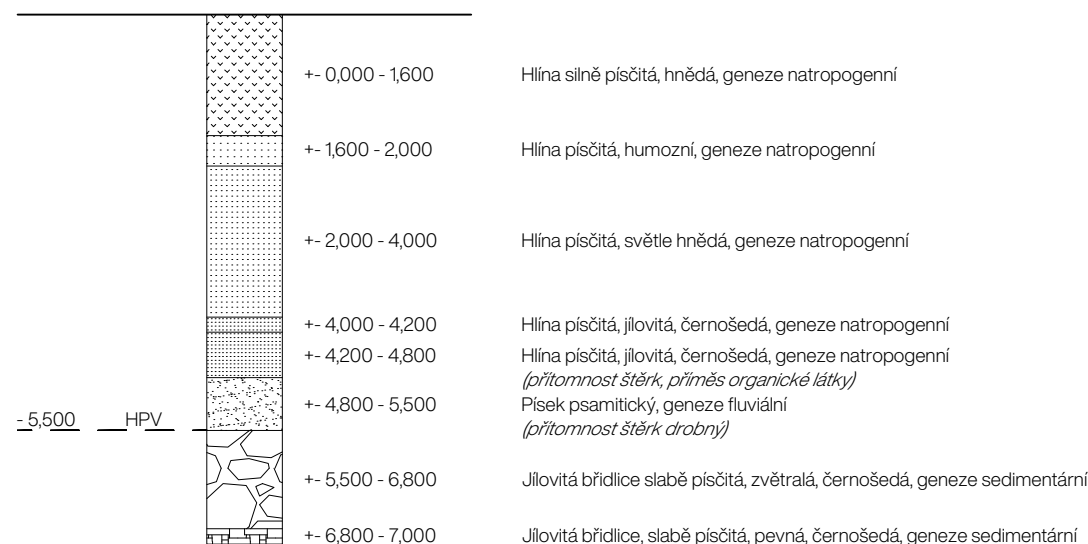 +- 0,000 - 1,600 Hlína silně písčitá, hnědá, geneze natropogenní
+- 1,600 - 2,000 Hlína písčitá, humozní, geneze natropogenní
+- 2,000 - 4,000 Hlína písčitá, světle hnědá, geneze natropogenní
+- 4,000 - 4,200 Hlína písčitá, jílovitá, černošedá, geneze natropogenní
+- 4,200 - 4,800 Hlína písčitá, jílovitá, černošedá, geneze natropogenní
(přítomnost štěrk, příměs organické látky)
+- 4,800 - 5,500 Písek psamitický, geneze fluviální
- 5,500 HPV
(přítomnost štěrk drobný)
+- 5,500 - 6,800 Jílovitá břidlice slabě písčitá, zvětralá, černošedá, geneze sedimentární
+- 6,800 - 7,000 Jílovitá břidlice, slabě písčitá, pevná, černošedá, geneze sedimentární